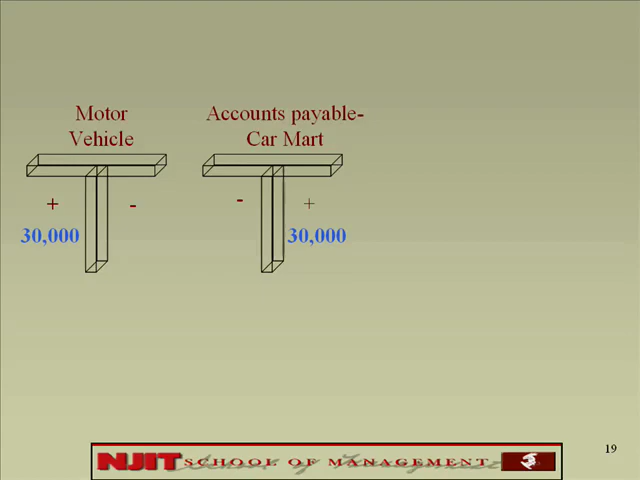 Motor
Vehicle
Accounts payable-
Car Mart
+ -
- +
30,000
30,000
19
NJIT SCHOOL OF MANAGEMENT